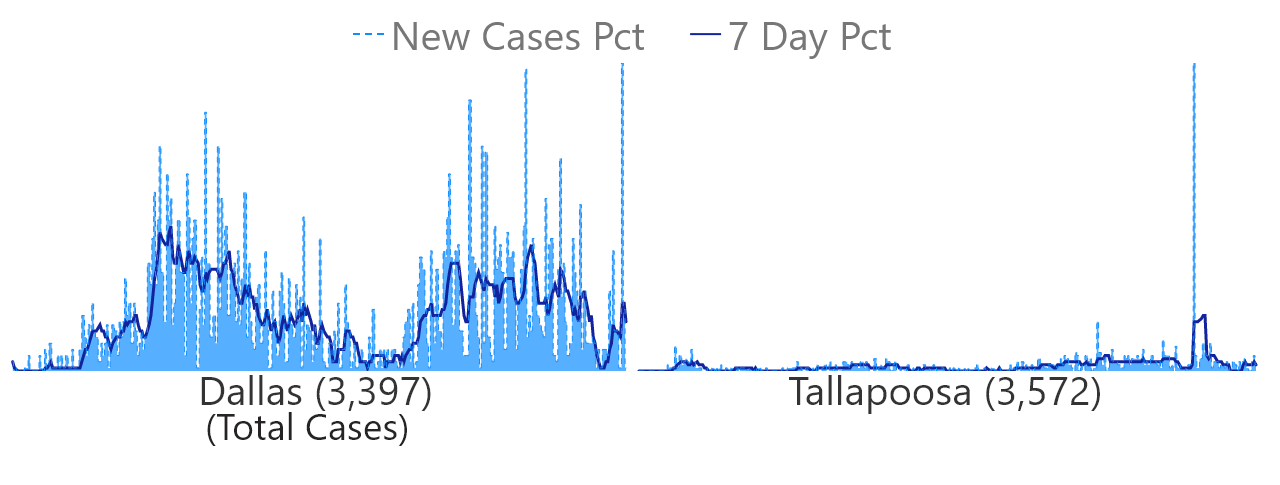 New Cases Pct 7 Day Pct
Dallas (3,397) Tallapoosa (3,572)
(Total Cases)